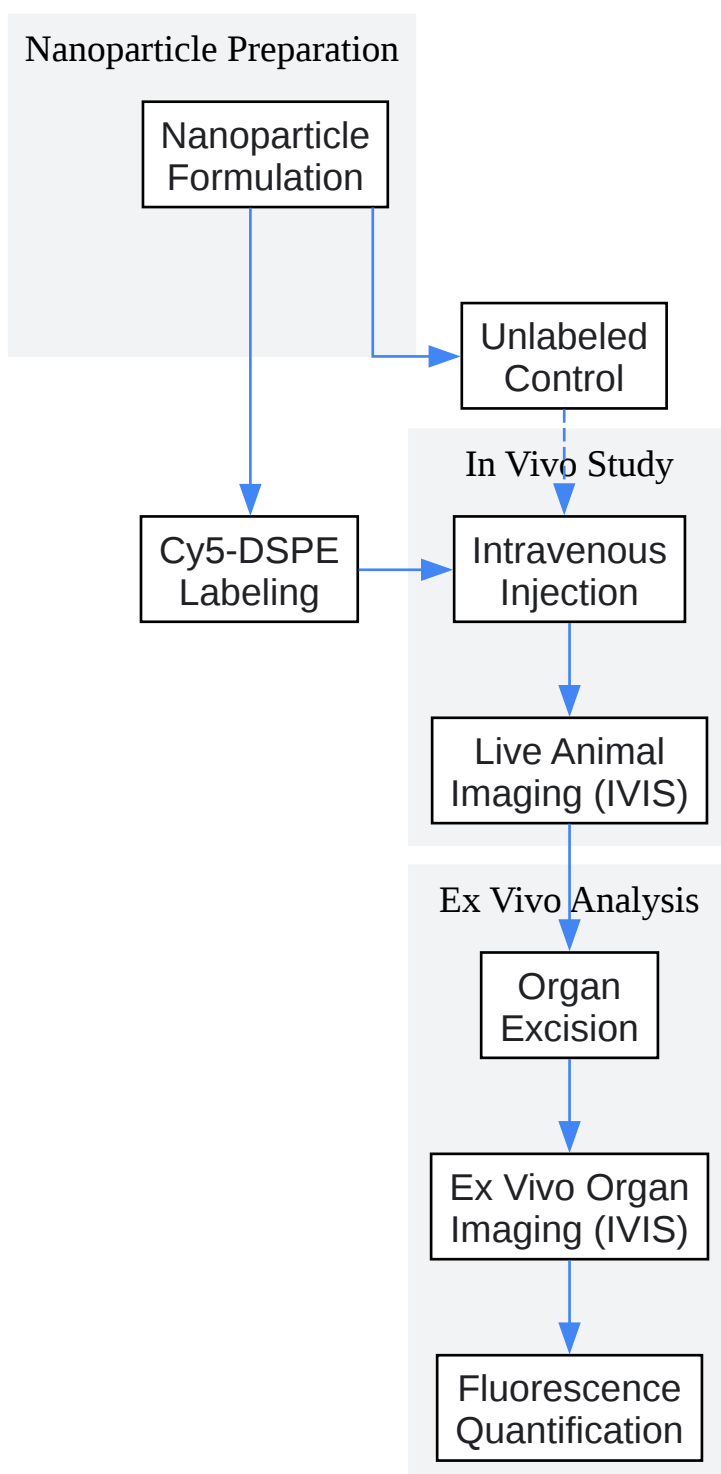 Nanoparticle Preparation
Nanoparticle
Formulation
Unlabeled
Control
In Vivo Study
Cy5-DSPE
Labeling
Intravenous
Injection
Live Animal
Imaging (IVIS)
Ex Vivo Analysis
Organ
Excision
Ex Vivo Organ
Imaging (IVIS)
Fluorescence
Quantification